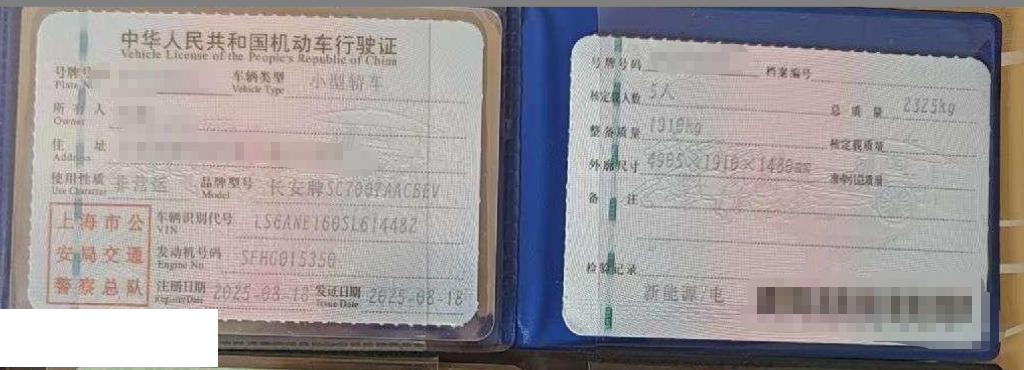 中华人民共和国机动车行驶证
Vehicle License of the People's Republic of China
号牌号
Plate N
车辆类型 小型轿车
Vehicle Type
所有人
Owner
住址
Address
使用性质 非营运 品牌型号 长安牌SC7007AACBEV
Use Character Model
上海市公
安局交通
警察总队
车辆识别代号 LS6ANE160SL614482
VIN
发动机号码 SFHG015350
Engine No.
注册日期 2025-08-18 发证日期 2025-08-18
Register Date Issue Date
号牌号码 档案编号
核定载人数 5人 总质量 2325kg
整备质量 1910kg 核定载质量
外廓尺寸 4905×1910×1480mm 准牵引总质量
备注
检验记录
新能源/电